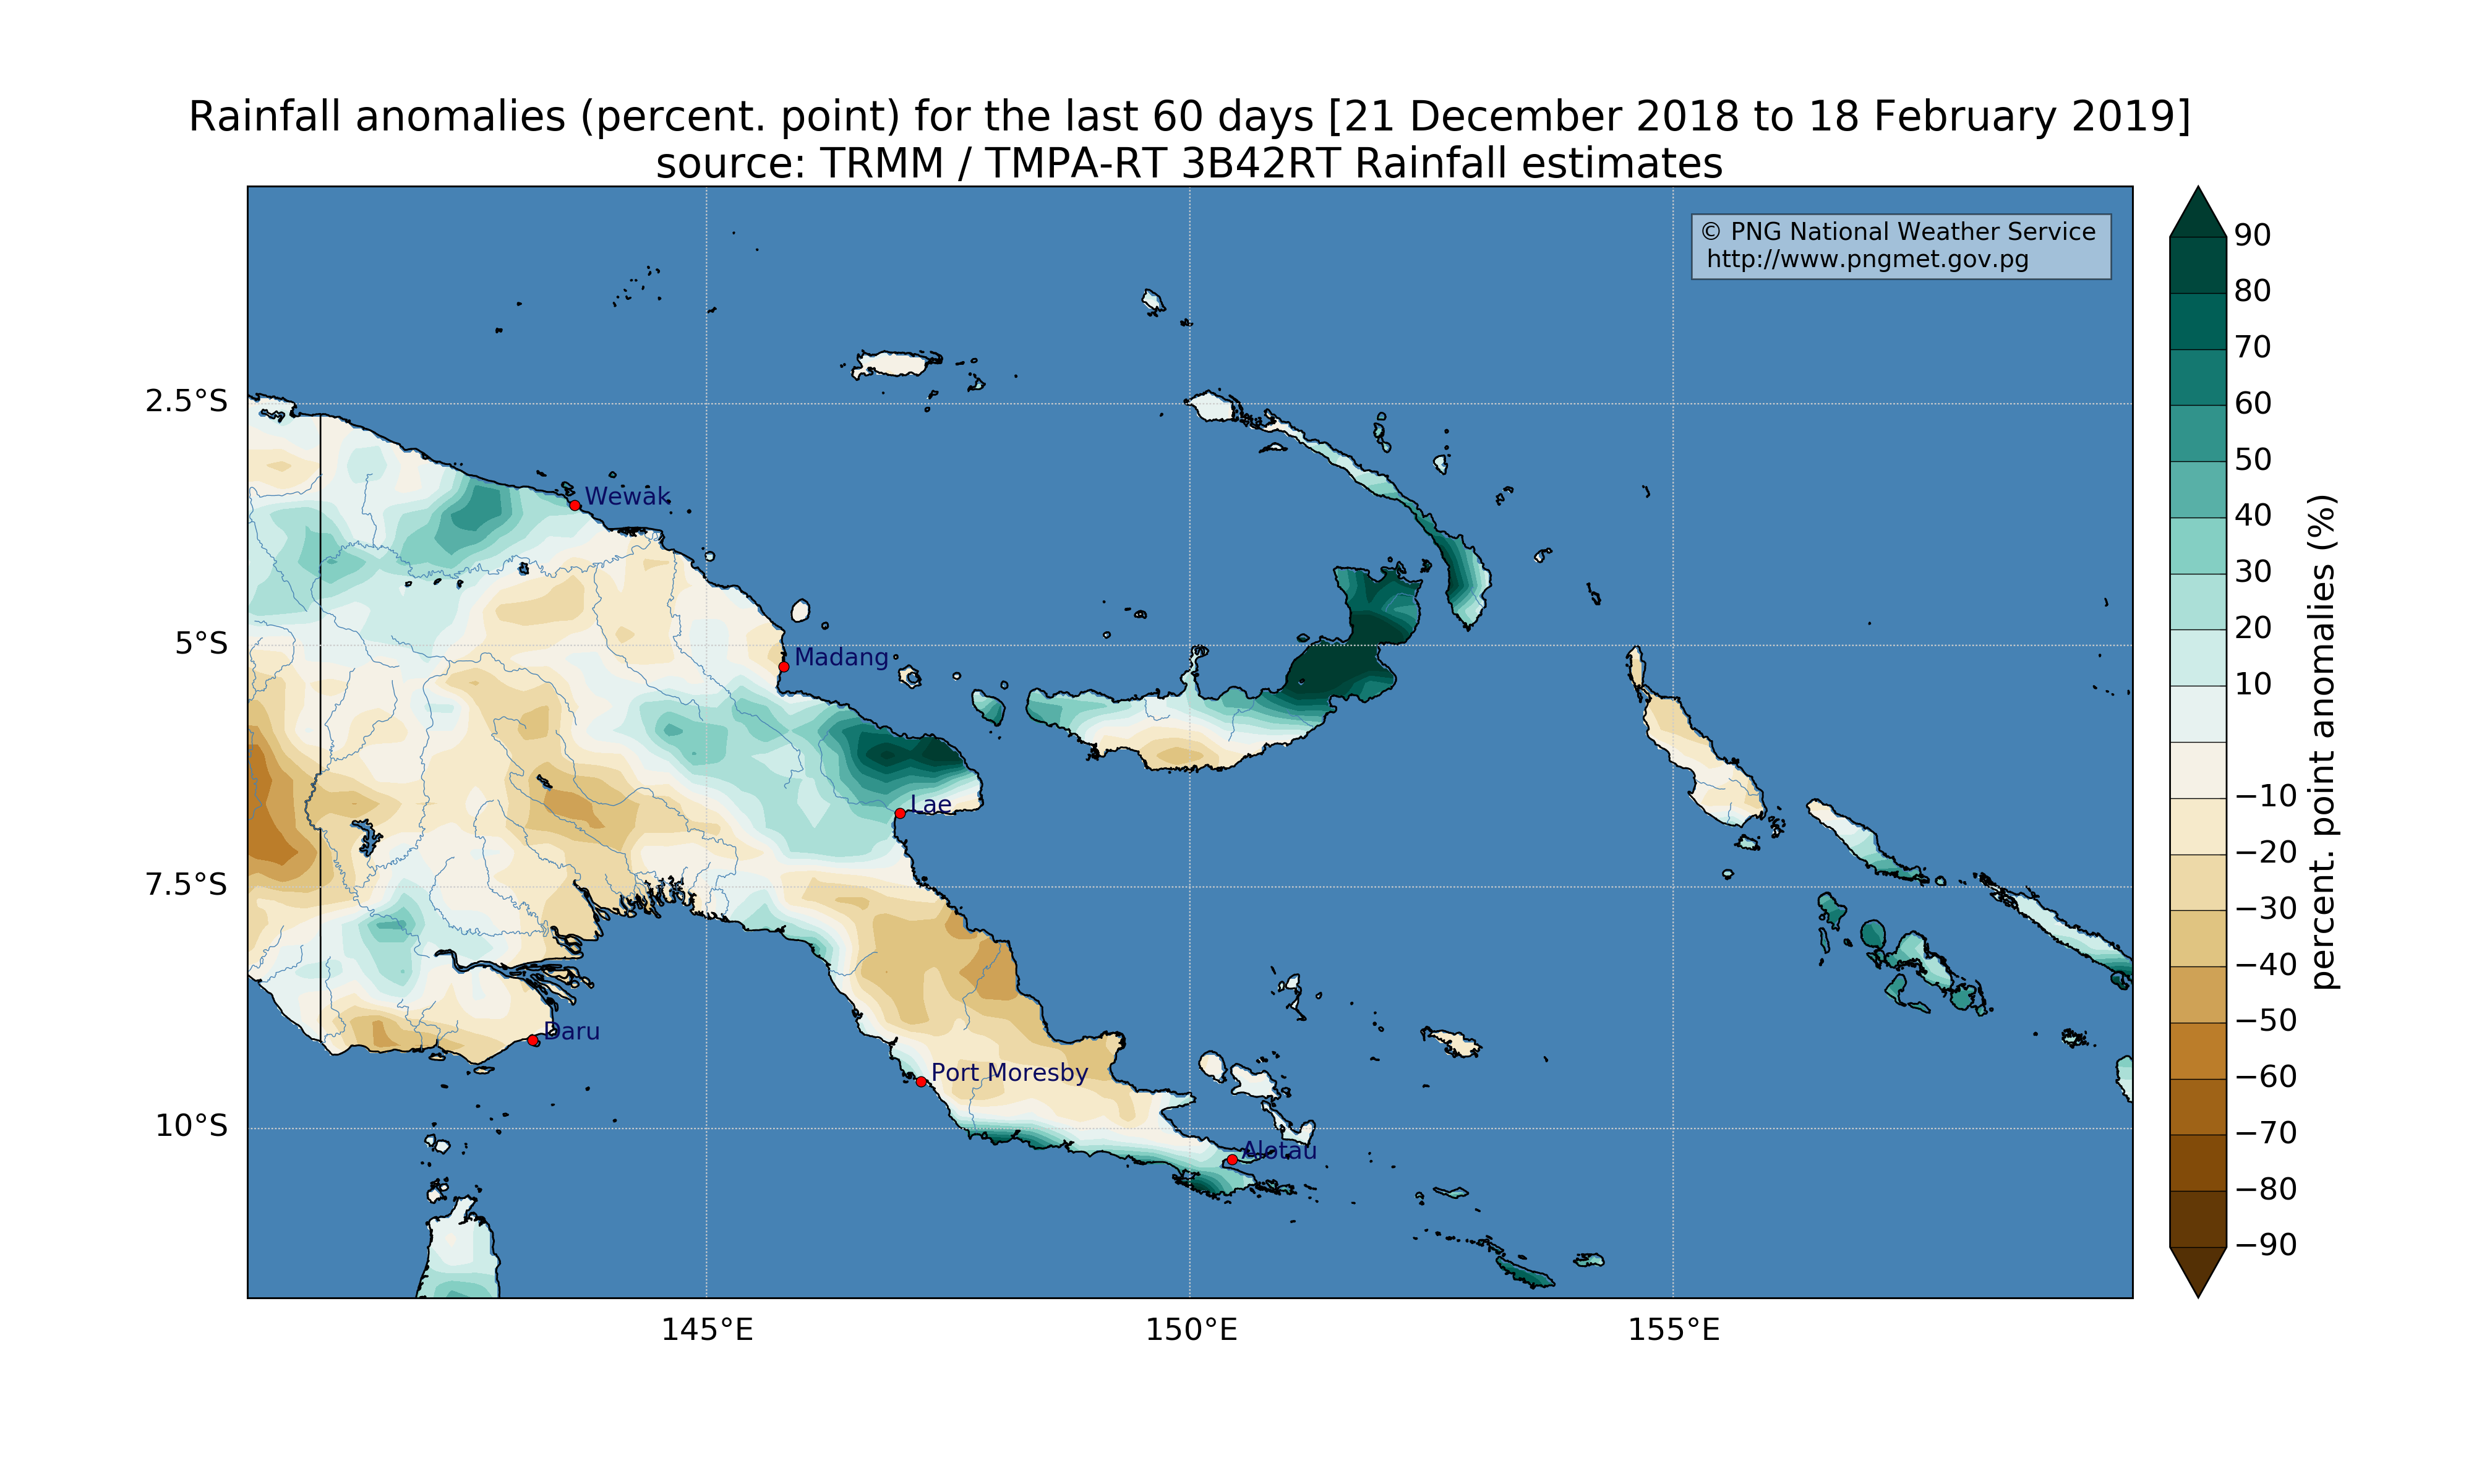 Rainfall anomalies (percent. point) for the last 60 days [21 December 2018 to 18 February 2019]
source: TRMM / TMPA-RT 3B42RT Rainfall estimates
© PNG National Weather Service
http://www.pngmet.gov.pg
2.5°S
5°S
7.5°S
10°S
145°E
150°E
155°E
Wewak
Madang
Lae
Daru
Port Moresby
Alotau
90
80
70
60
50
40
30
20
10
−10
−20
−30
−40
−50
−60
−70
−80
−90
percent. point anomalies (%)